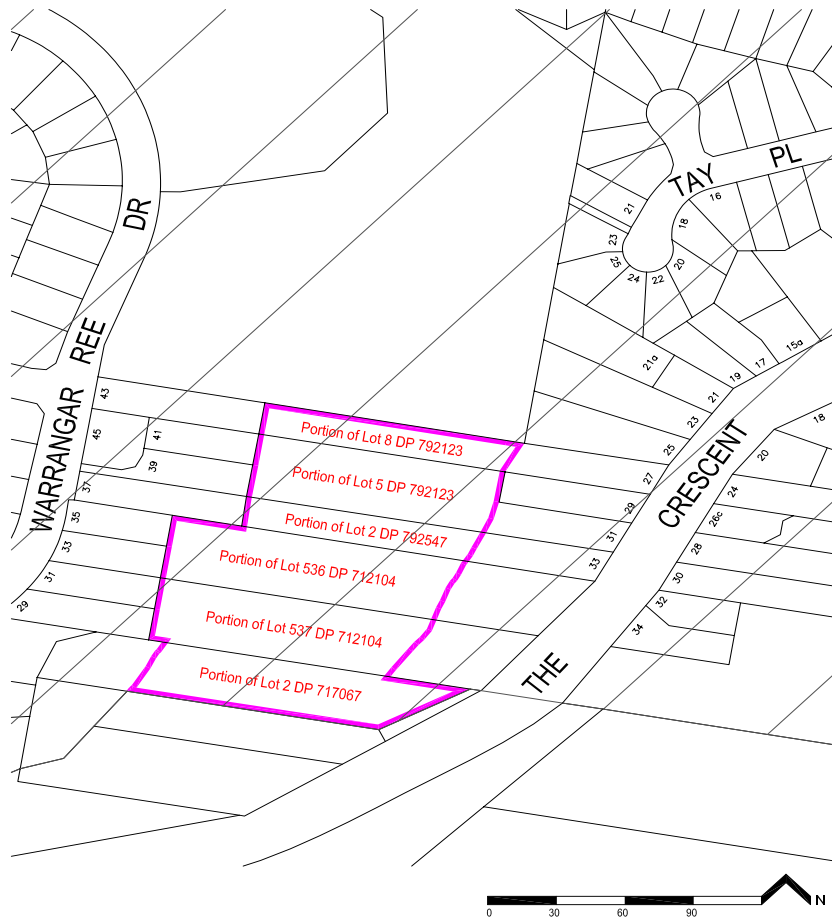 TAY PL
16
21
18
23
25
24
22
20
DR
REE
WARRANGAR
15a
17
19
21a
21
23
25
27
29
31
33
CRESCENT
THE
18
20
24
26c
28
30
32
34
43
45
41
39
37
35
33
31
29
Portion of Lot 8 DP 792123
Portion of Lot 5 DP 792123
Portion of Lot 2 DP 792547
Portion of Lot 536 DP 712104
Portion of Lot 537 DP 712104
Portion of Lot 2 DP 717067
0 30 60 90
N